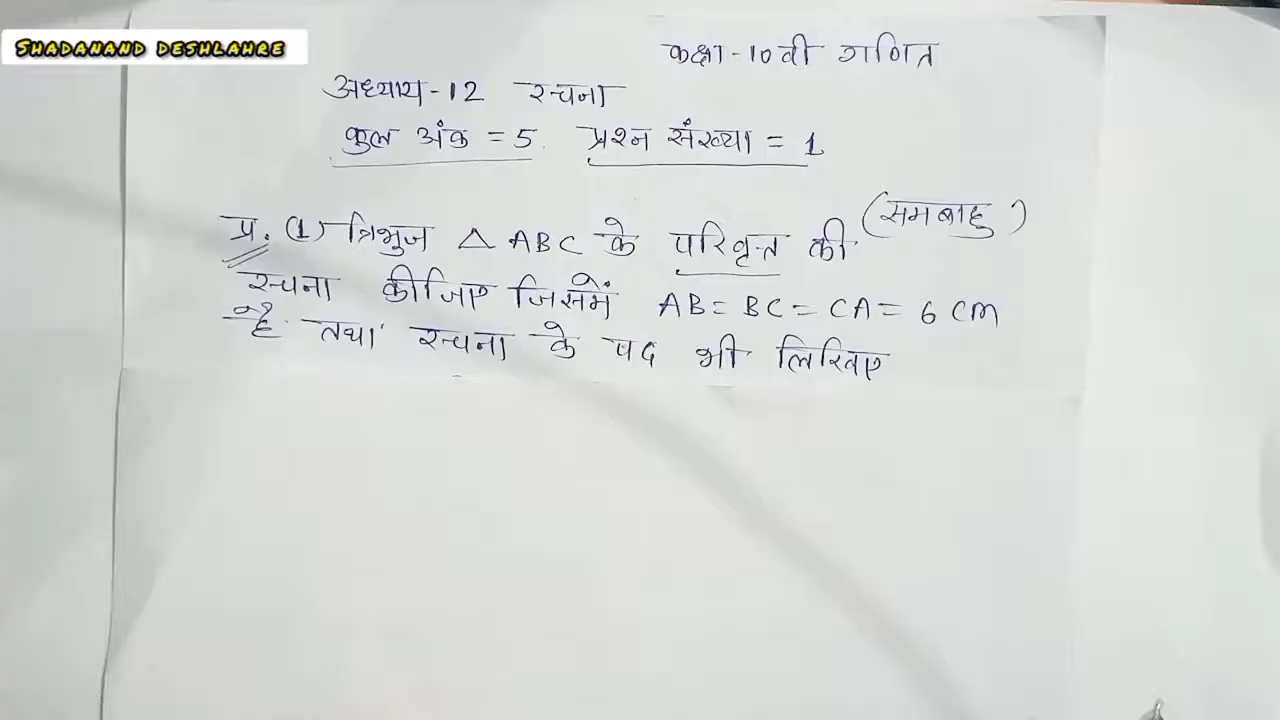 SHADANAND DESHLAHRE
कक्षा-10वी गणित
अध्याय-12 रचना
कुल अंक = 5. प्रश्न संख्या = 1
(समबाहु)
प्र. (1) त्रिभुज △ ABC के परिवृत्त की
रचना कीजिए जिसमें AB = BC = CA = 6 CM
है. तथा रचना के पद भी लिखिए